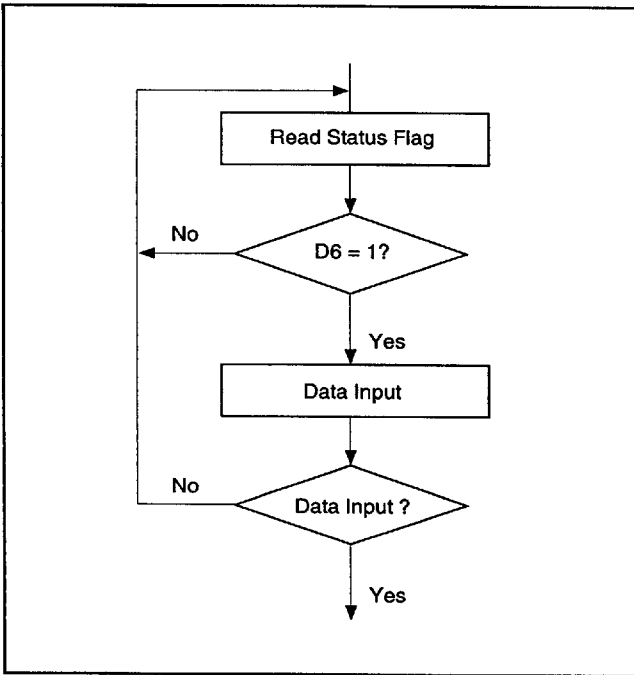 Read Status Flag
No
D6 = 1?
Yes
Data Input
No
Data Input ?
Yes